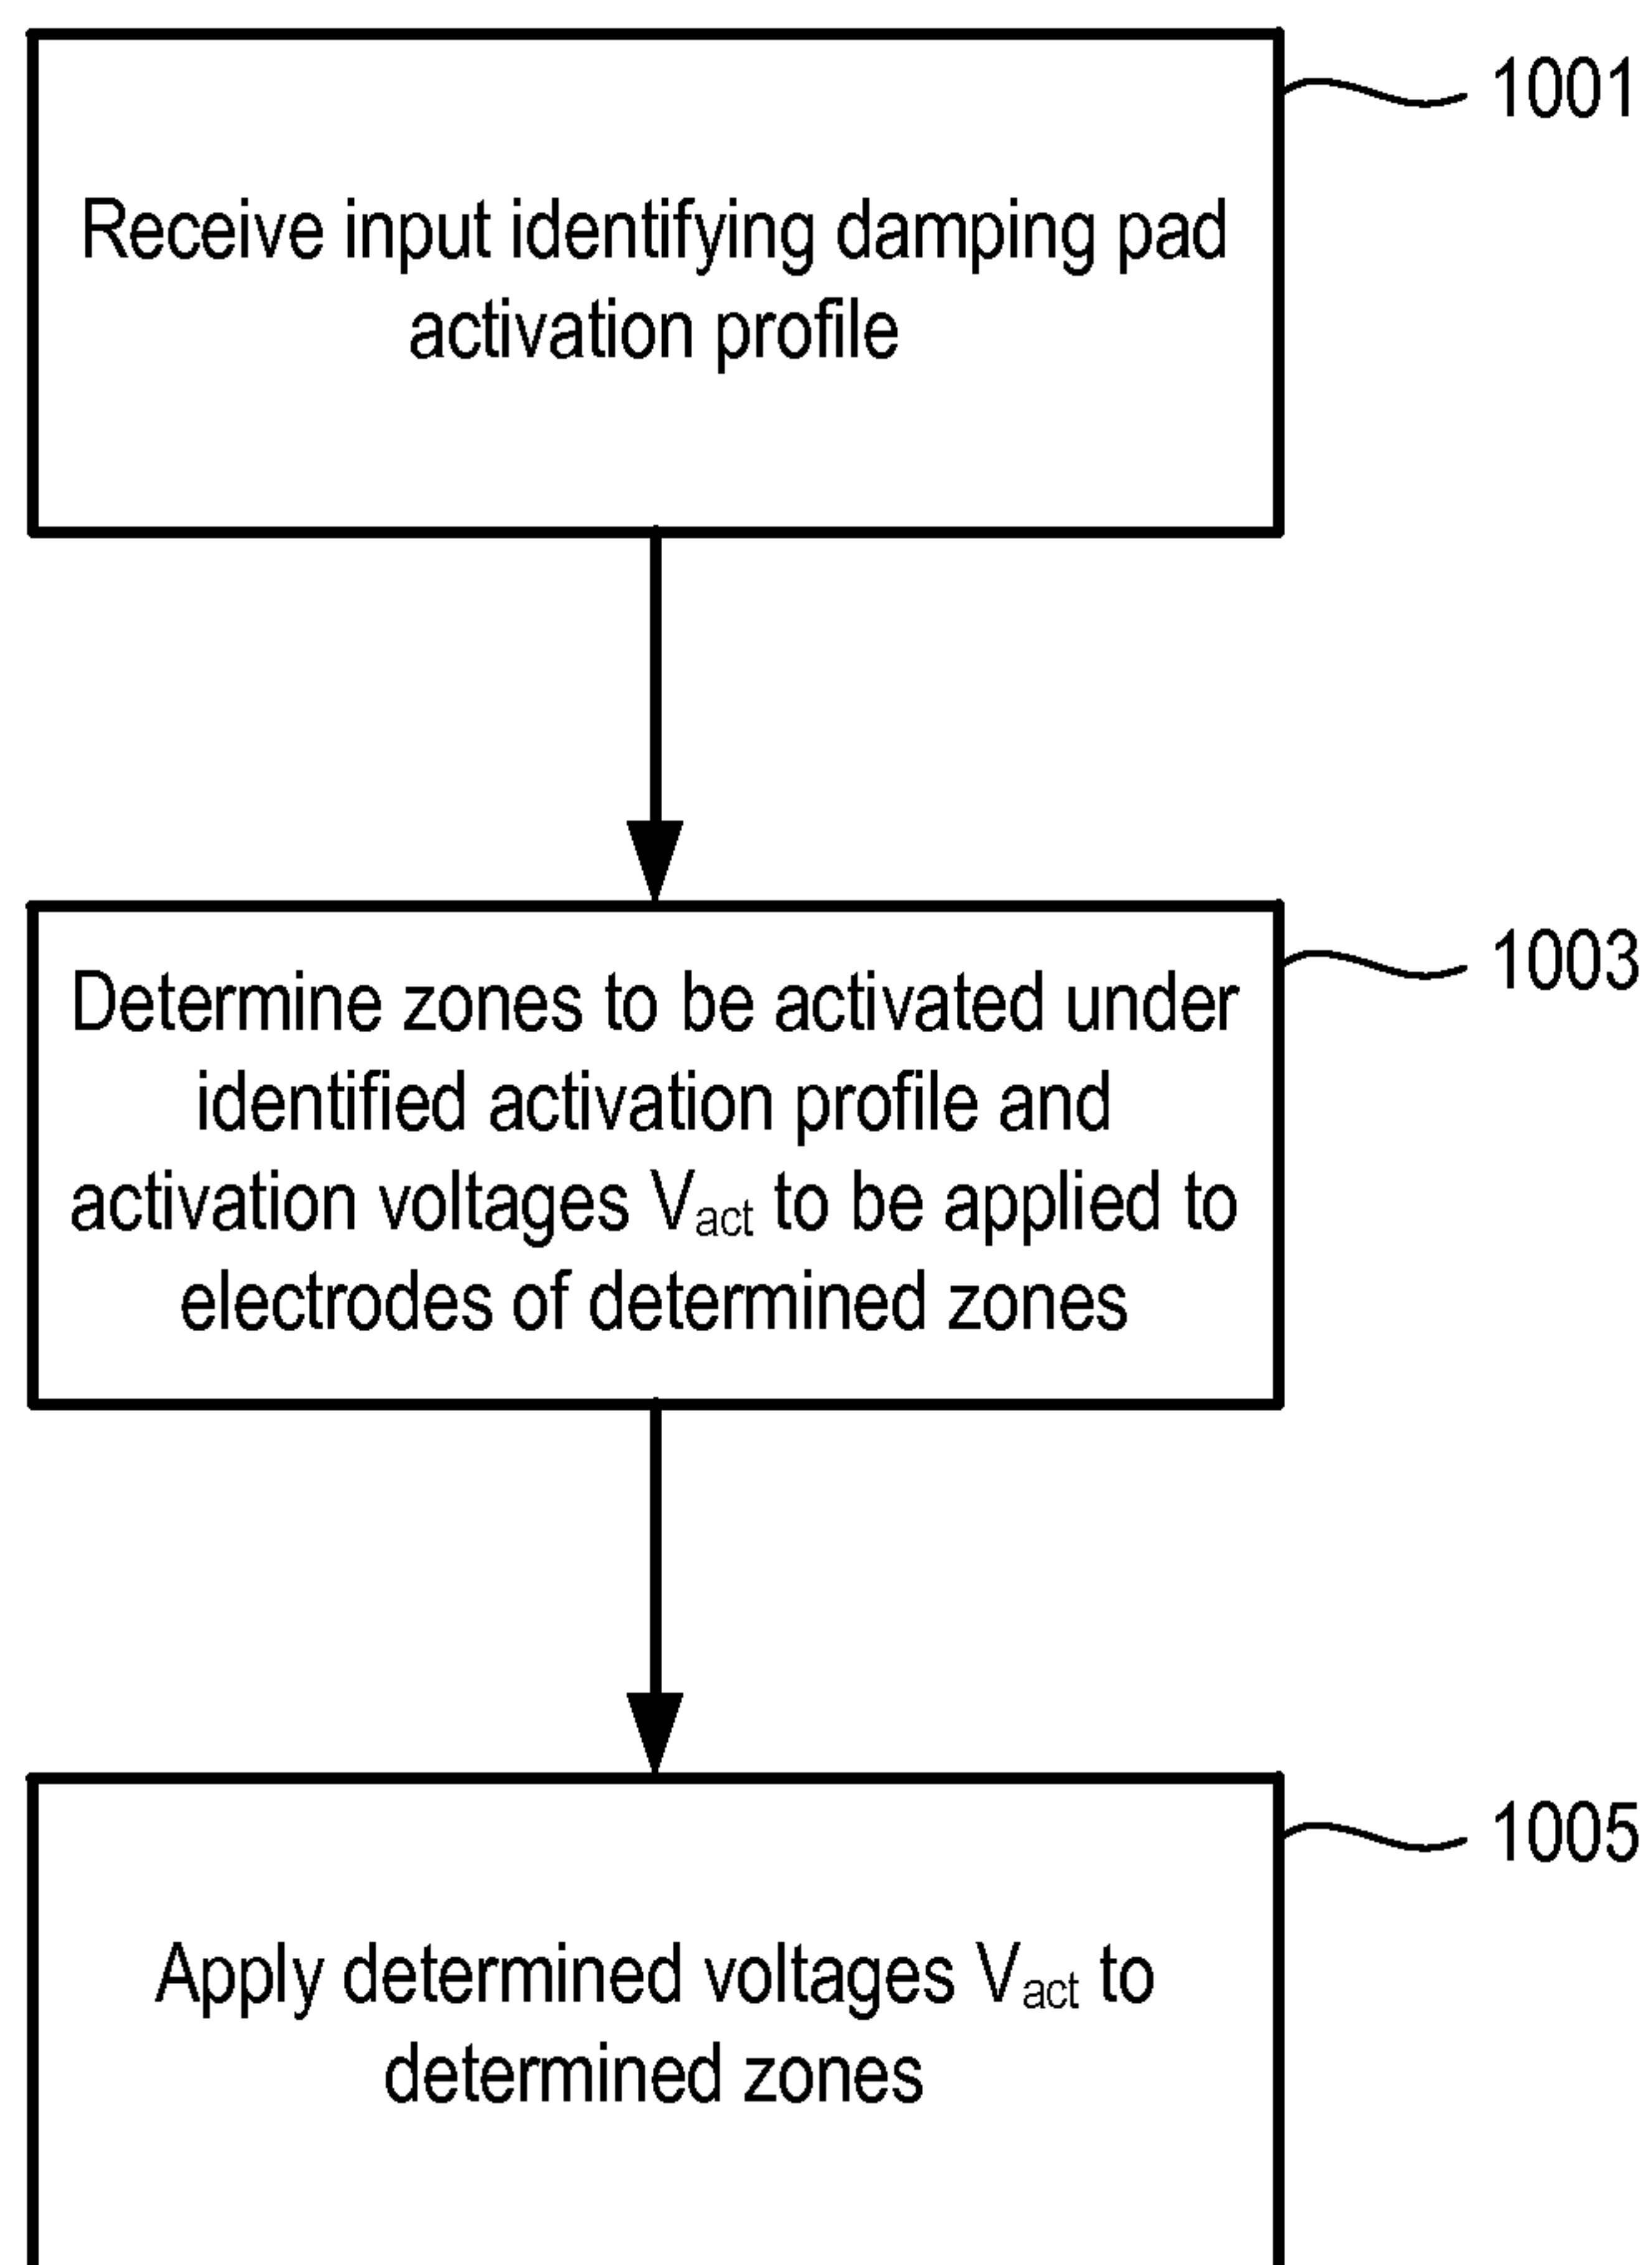 1001
Receive input identifying damping pad
activation profile
1003
Determine zones to be activated under
identified activation profile and
activation voltages Vact to be applied to
electrodes of determined zones
1005
Apply determined voltages Vact to
determined zones